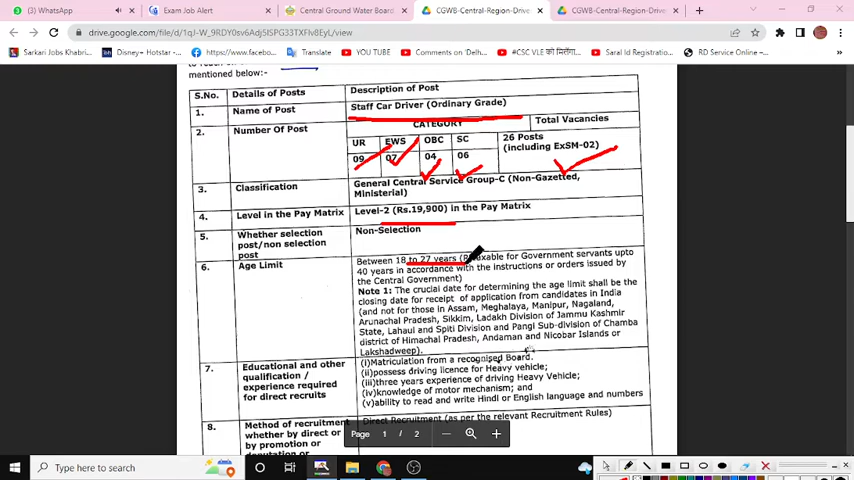 (3) WhatsApp
Exam Job Alert
Central Ground Water Board
CGWB-Central-Region-Drive
CGWB-Central-Region-Drive
drive.google.com/file/d/1qJ-W_9RDY0sv6AdjSISPG33TXFlv8EyL/view
Sarkari Jobs Khabri...
Disney+ Hotstar -...
https://www.facebo...
Translate
YOU TUBE
Comments on 'Delh...
Saral Id Registration...
RD Service Online -...
mentioned below:-
S.No. Details of Posts Description of Post
1. Name of Post Staff Car Driver (Ordinary Grade)
2. Number Of Post CATEGORY Total Vacancies
UR EWS OBC SC 26 Posts
09 07 04 06 (including ExSM-02)
3. Classification General Central Service Group-C (Non-Gazetted,
Ministerial)
4. Level in the Pay Matrix Level-2 (Rs.19,900) in the Pay Matrix
5. Whether selection Non-Selection
post/non selection
post
6. Age Limit Between 18 to 27 years
for Government servants upto
40 years in accordance with the instructions or orders issued by
the Central Government)
Note 1: The crucial date for determining the age limit shall be the
closing date for receipt of application from candidates in India
(and not for those in Assam, Meghalaya, Manipur, Nagaland,
Arunachal Pradesh, Sikkim, Ladakh Division of Jammu Kashmir
State, Lahaul and Spiti Division and Pangi Sub-division of Chamba
district of Himachal Pradesh, Andaman and Nicobar Islands or
Lakshadweep).
7. Educational and other (i)Matriculation from a recognised Board.
qualification / (ii)possess driving licence for Heavy vehicle;
experience required (iii)three years experience of driving Heavy Vehicle;
for direct recruits (iv)knowledge of motor mechanism; and
(v)ability to read and write Hindi or English language and numbers
8. Method of recruitment Direct Recruitment (as per the relevant Recruitment Rules)
whether by direct or
by promotion or
Page 1 / 2
Type here to search